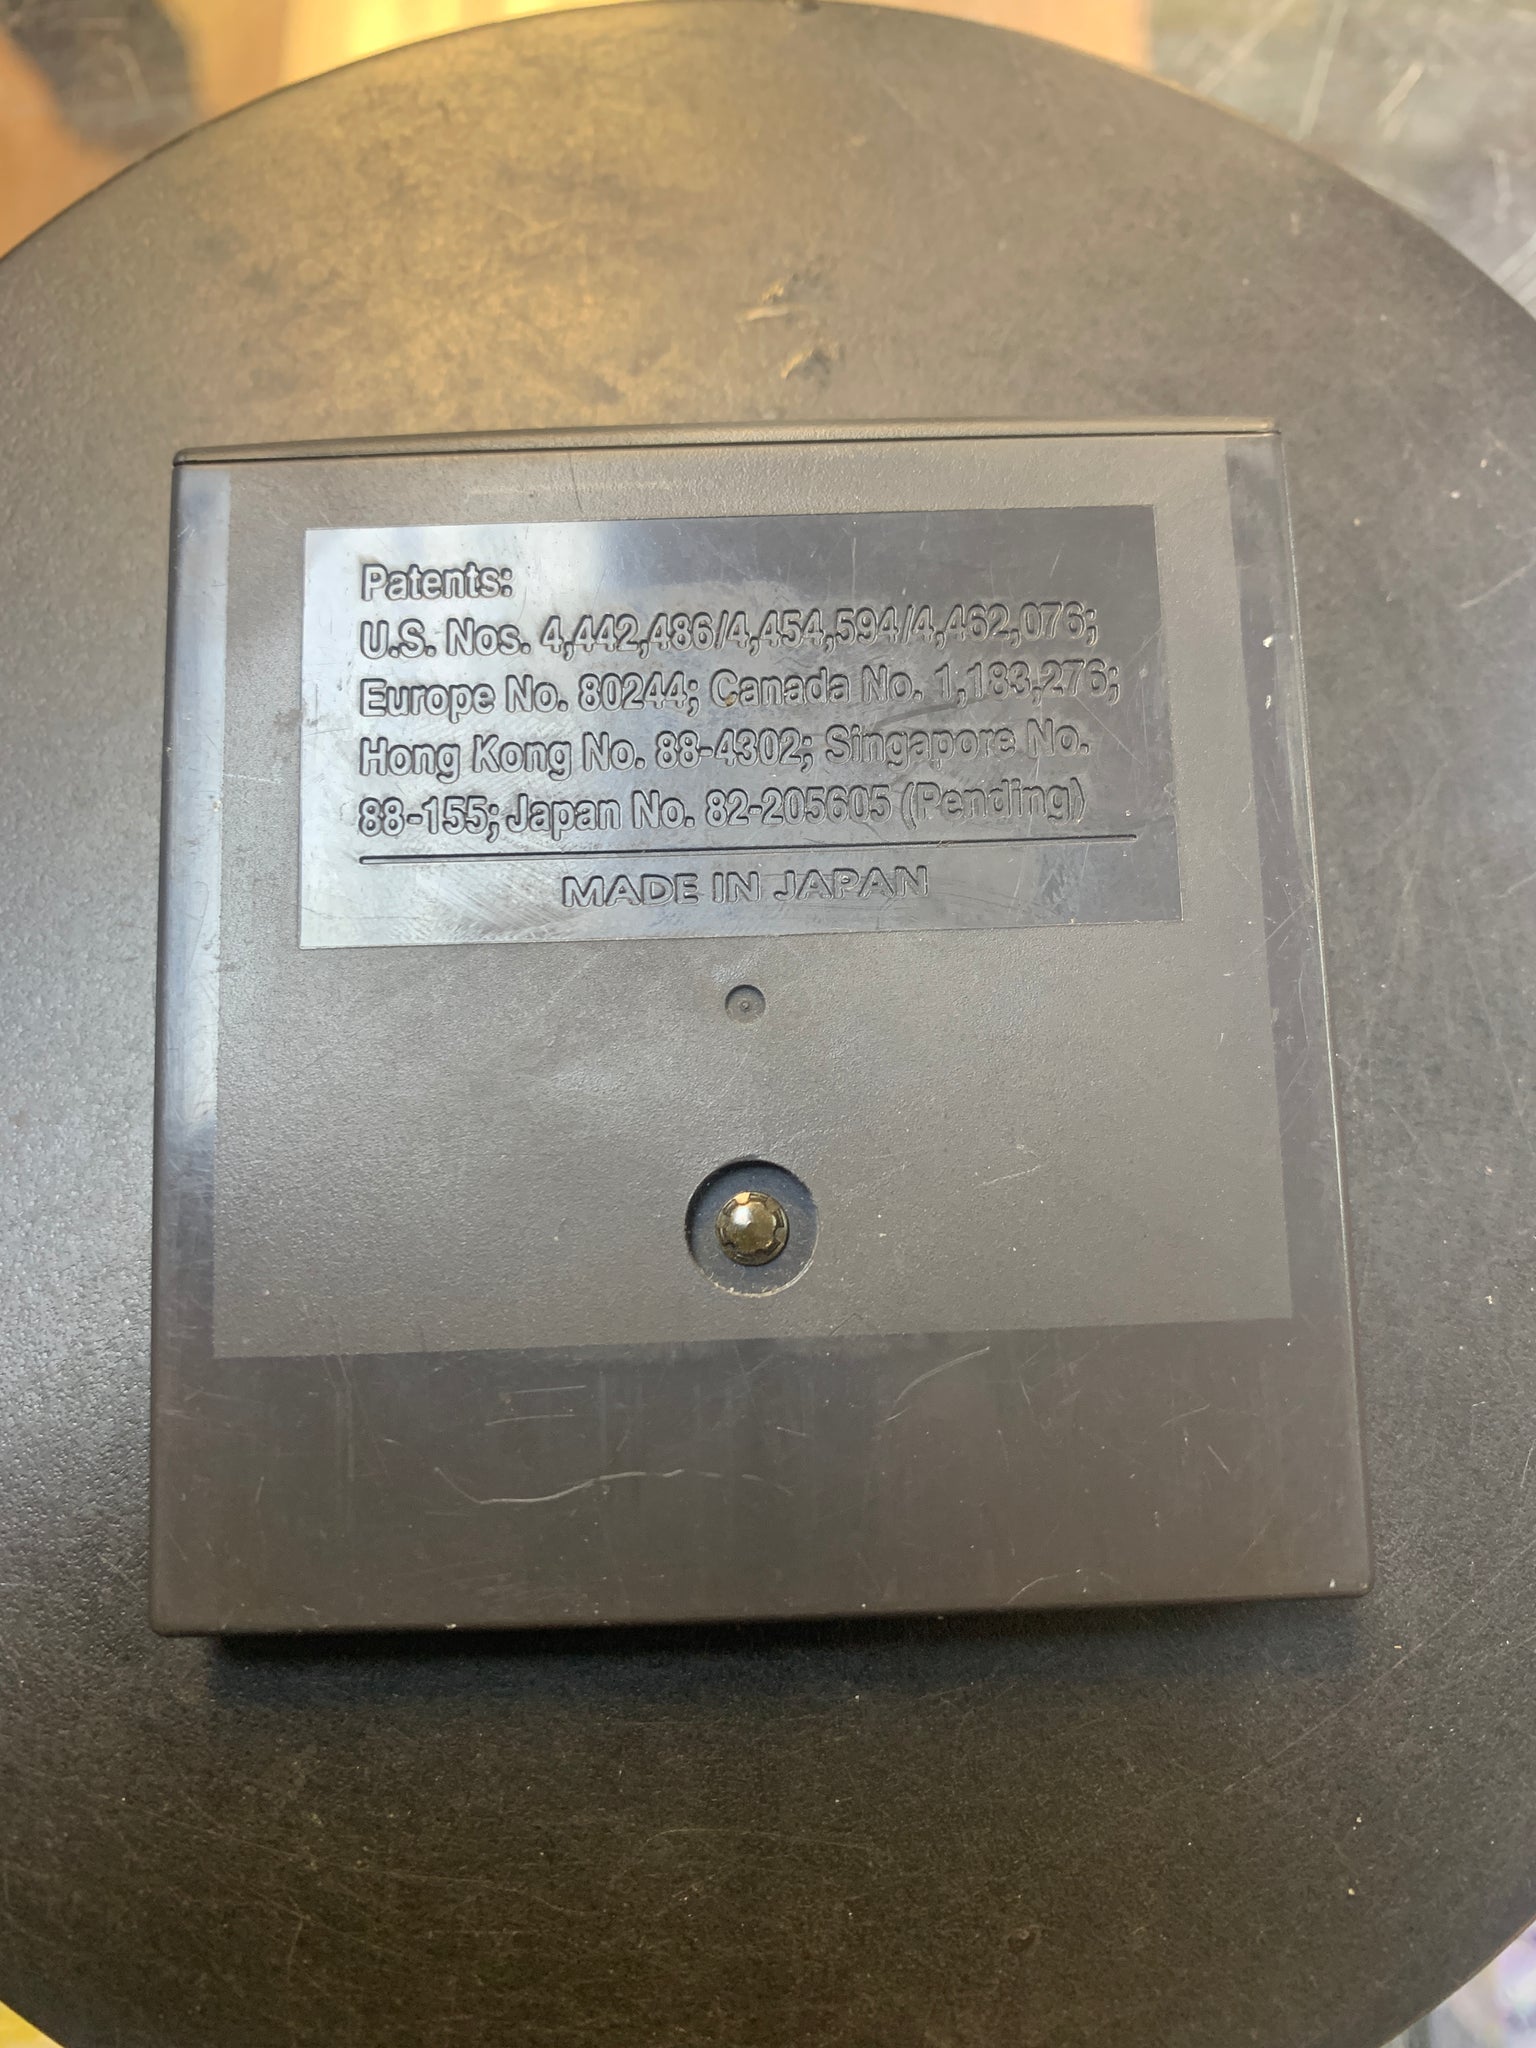 Patents:
U.S. Nos. 4,442,486/4,454,594/4,462,076;
Europe No. 80244; Canada No. 1,183,276;
Hong Kong No. 88-4302; Singapore No.
88-155; Japan No. 82-205605 (Pending)
MADE IN JAPAN